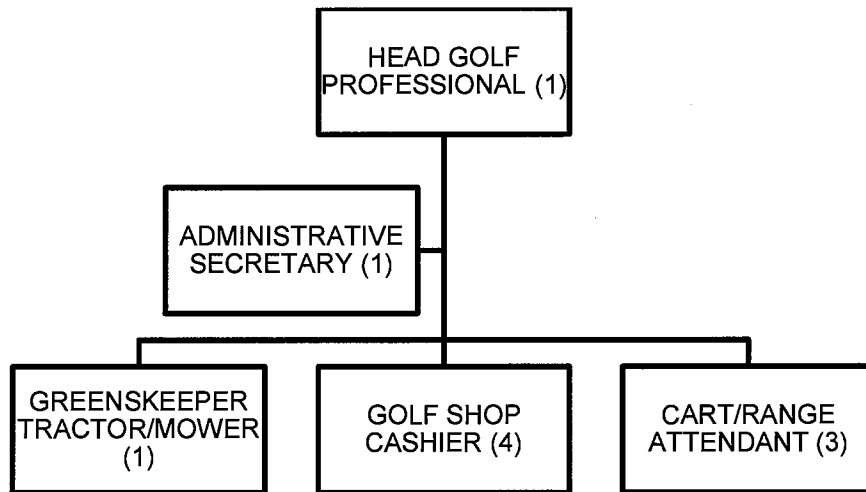 HEAD GOLF
PROFESSIONAL (1)
ADMINISTRATIVE
SECRETARY (1)
GREENSKEEPER
TRACTOR/MOWER
(1)
GOLF SHOP
CASHIER (4)
CART/RANGE
ATTENDANT (3)